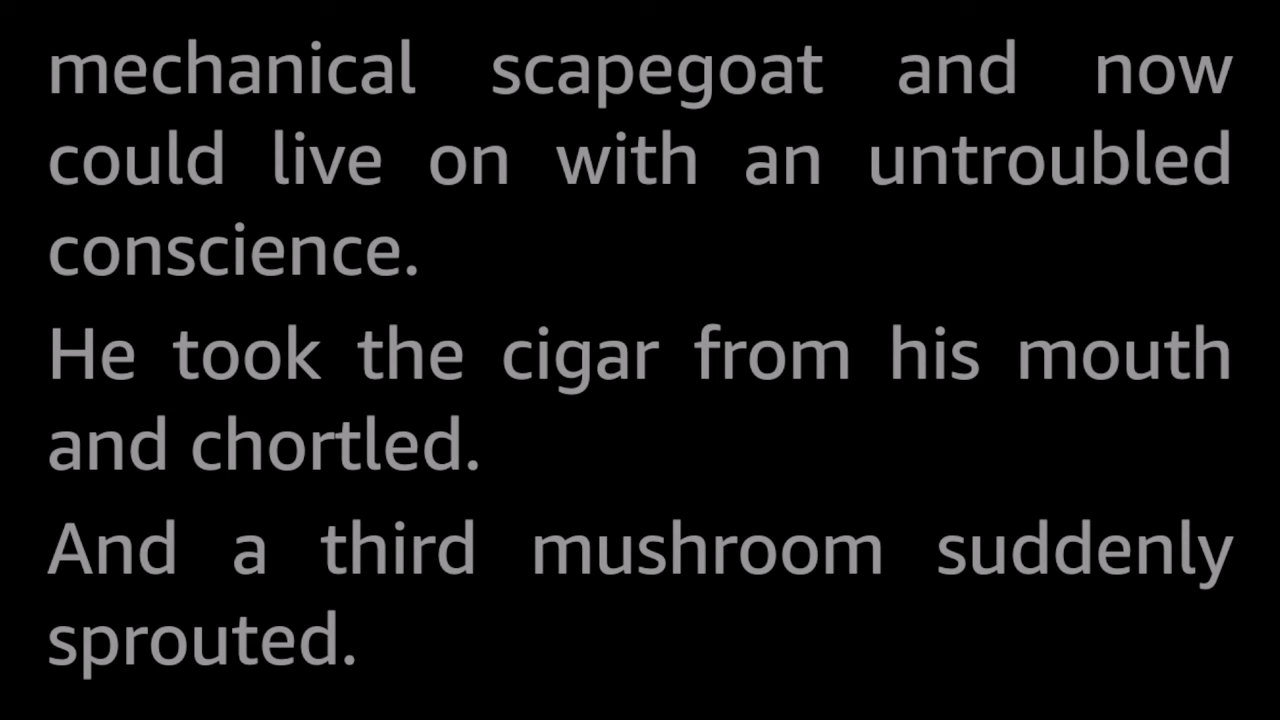 mechanical scapegoat and now
could live on with an untroubled
conscience.
He took the cigar from his mouth
and chortled.
And a third mushroom suddenly
sprouted.